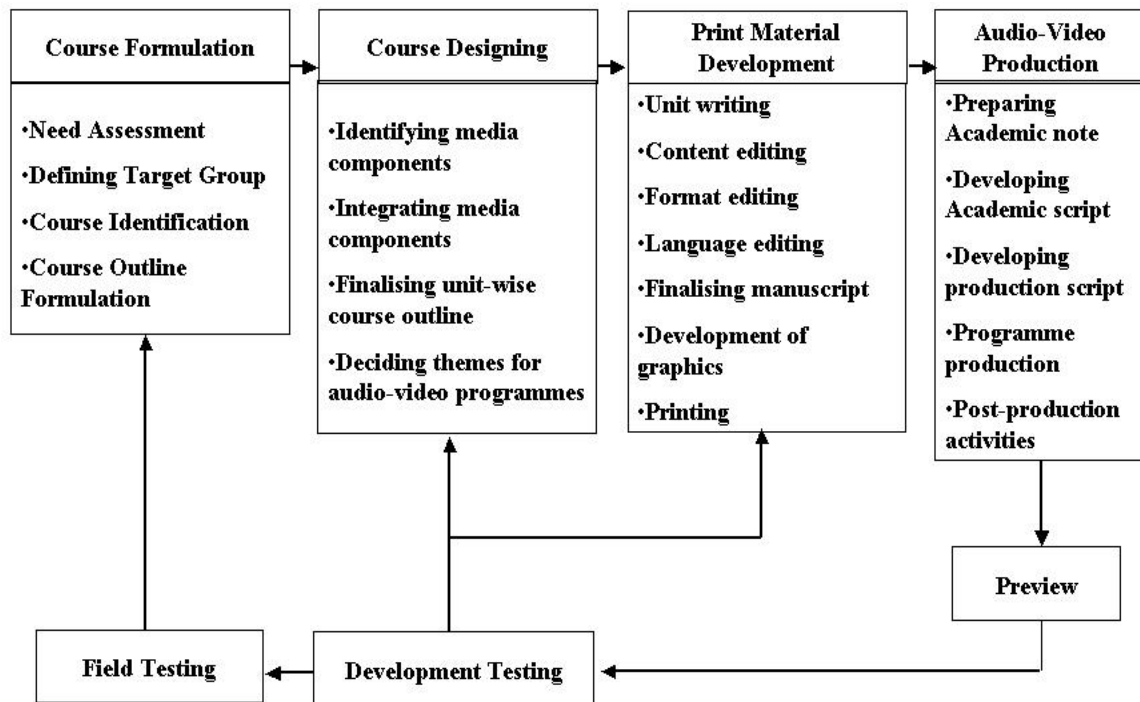 Course Formulation
•Need Assessment
•Defining Target Group
•Course Identification
•Course Outline
Formulation
Course Designing
•Identifying media
components
•Integrating media
components
•Finalising unit-wise
course outline
•Deciding themes for
audio-video programmes
Print Material
Development
•Unit writing
•Content editing
•Format editing
•Language editing
•Finalising manuscript
•Development of
graphics
•Printing
Audio-Video
Production
•Preparing
Academic note
•Developing
Academic script
•Developing
production script
•Programme
production
•Post-production
activities
Preview
Development Testing
Field Testing